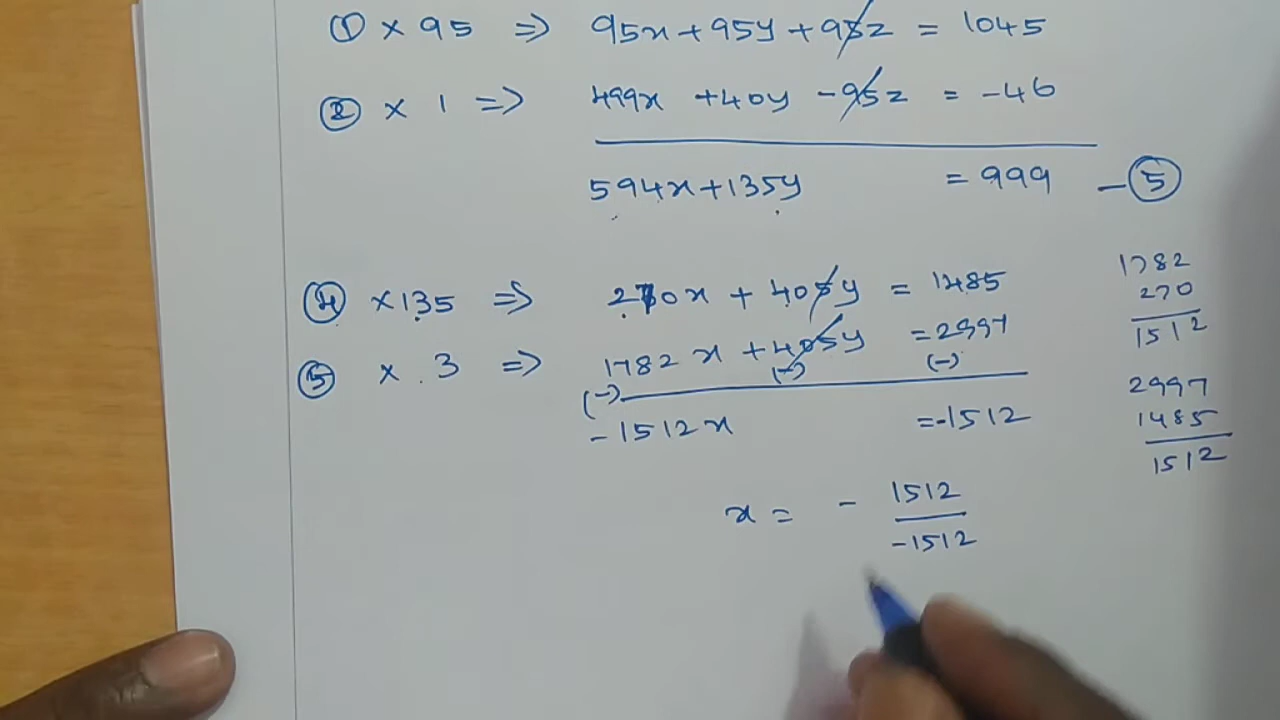 ① × 95 ⇒ 95x + 95y + 95z = 1045
② × 1 ⇒ 499x + 40y - 95z = -46
594x + 135y = 999 - ⑤
④ × 135 ⇒ 270x + 405y = 1485
⑤ × 3 ⇒ 1782x + 405y = 2997
(-) (-) (-)
-1512x = -1512
x = - 1512 / -1512
1782
270
1512
2997
1485
1512